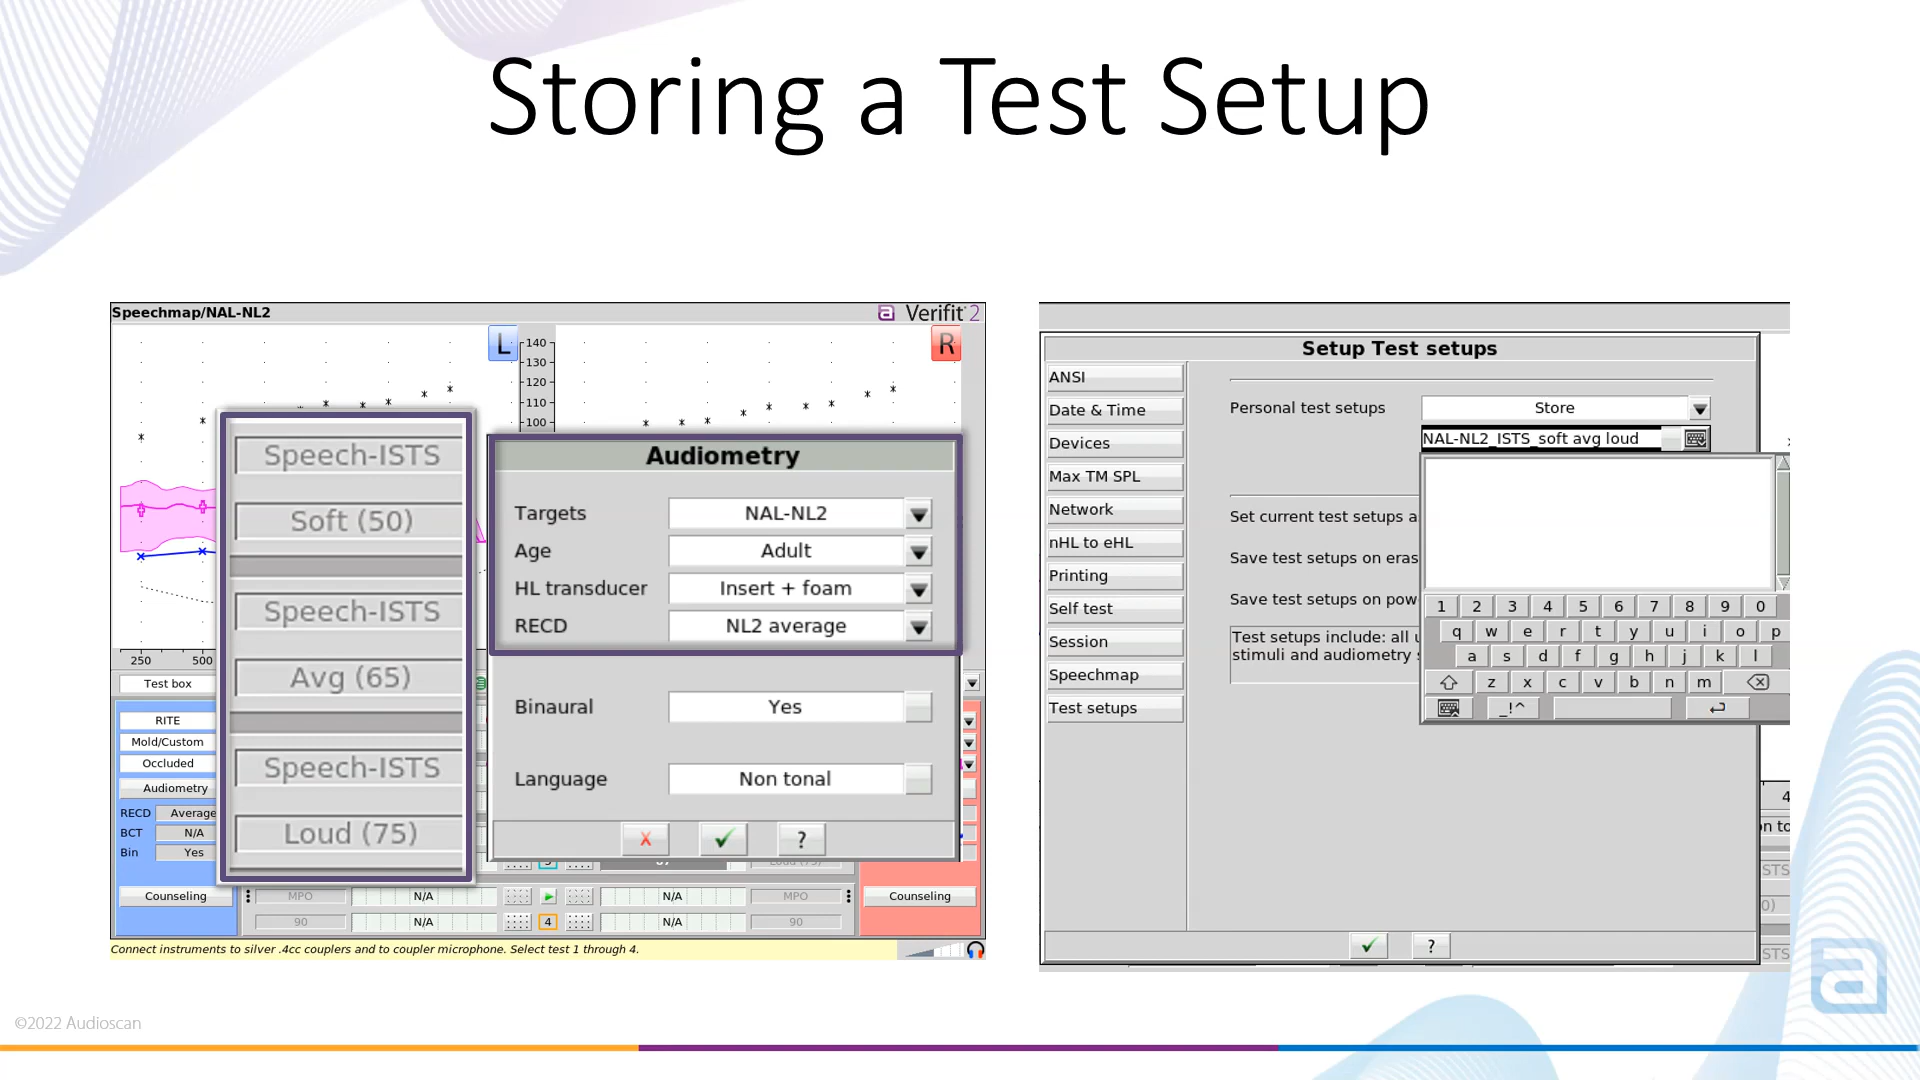 Storing a Test Setup
Speechmap/NAL-NL2
a Verifit 2
L
R
140
130
120
110
100
250 500
Test box
RITE
Mold/Custom
Occluded
Audiometry
RECD Average
BCT N/A
Bin Yes
Counseling
Speech-ISTS
Soft (50)
Speech-ISTS
Avg (65)
Speech-ISTS
Loud (75)
Audiometry
Targets NAL-NL2
Age Adult
HL transducer Insert + foam
RECD NL2 average
Binaural Yes
Language Non tonal
X ?
MPO N/A N/A MPO
90 N/A 4 N/A 90
Counseling
Connect instruments to silver .4cc couplers and to coupler microphone. Select test 1 through 4.
Setup Test setups
ANSI
Date & Time
Devices
Max TM SPL
Network
nHL to eHL
Printing
Self test
Session
Speechmap
Test setups
Personal test setups Store
NAL-NL2_ISTS_soft avg loud
Set current test setups a
Save test setups on eras
Save test setups on pow
Test setups include: all u
stimuli and audiometry s
1 2 3 4 5 6 7 8 9 0
q w e r t y u i o p
a s d f g h j k l
z x c v b n m
_!^
?
4
n to
STS
0)
STS
a
©2022 Audioscan